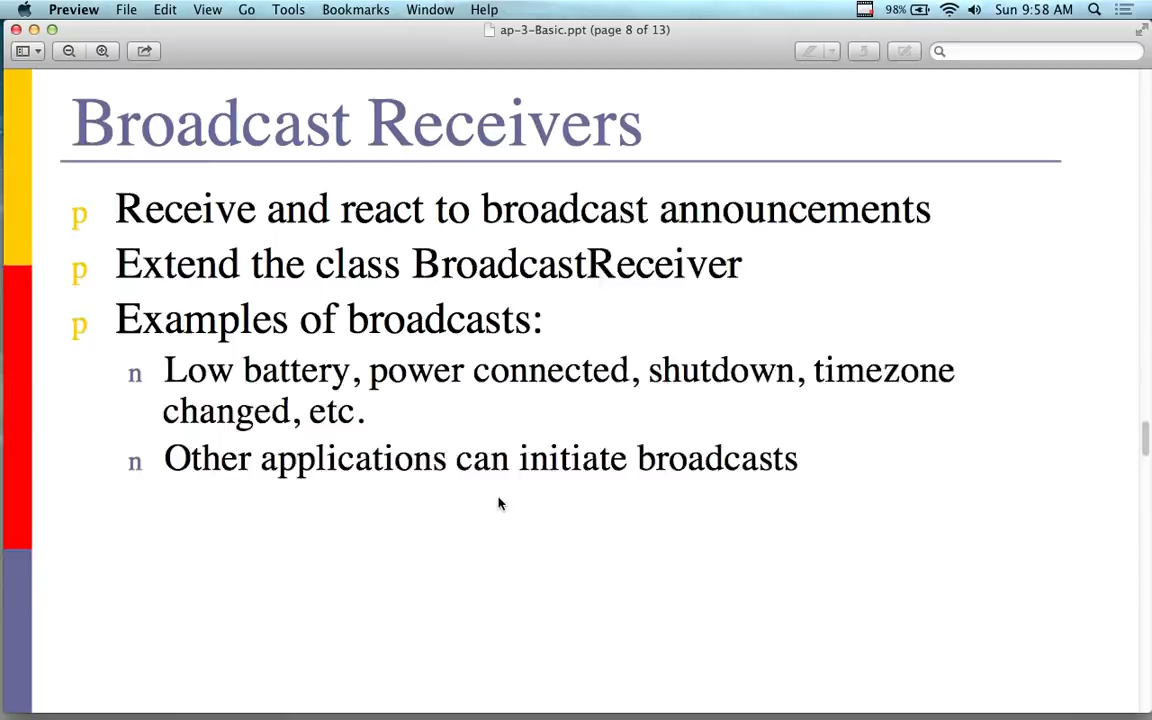 Preview File Edit View Go Tools Bookmarks Window Help 98% Sun 9:58 AM
ap-3-Basic.ppt (page 8 of 13)
Broadcast Receivers
p Receive and react to broadcast announcements
p Extend the class BroadcastReceiver
p Examples of broadcasts:
n Low battery, power connected, shutdown, timezone
changed, etc.
n Other applications can initiate broadcasts